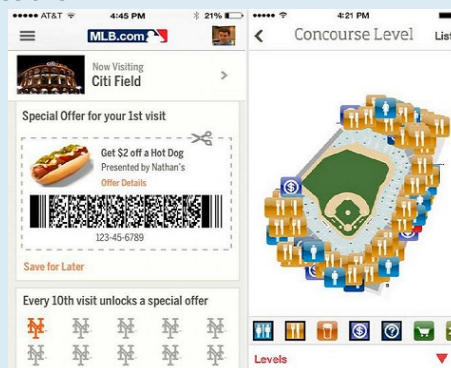 AT&T
4:45 PM
21%
MLB.com
Now Visiting
Citi Field
Special Offer for your 1st visit
Get $2 off a Hot Dog
Presented by Nathan's
Offer Details
123-45-6789
Save for Later
Every 10th visit unlocks a special offer
4:21 PM
Concourse Level
List
Levels